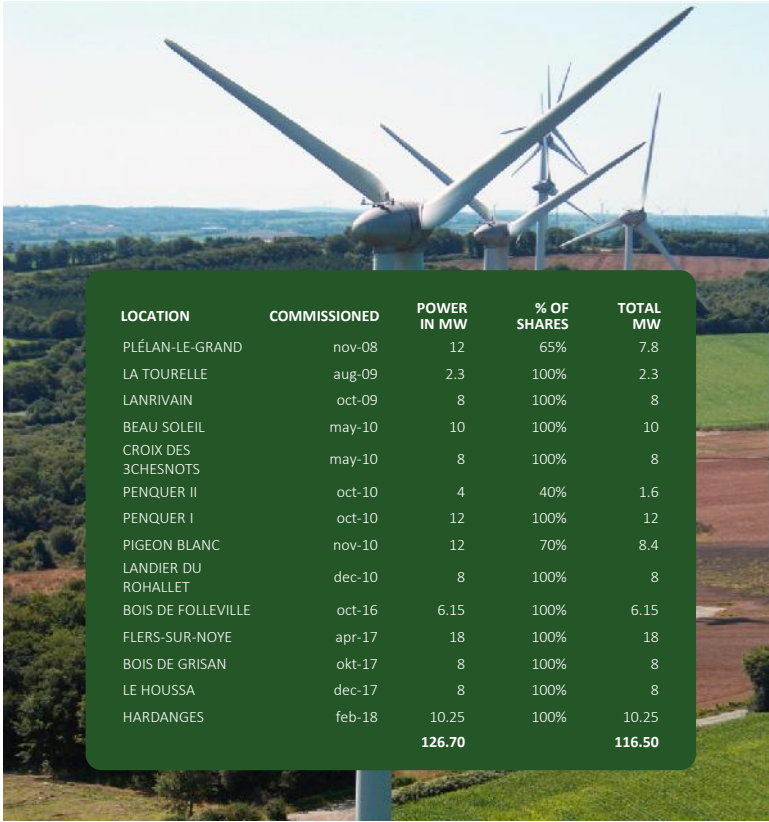 LOCATION COMMISSIONED POWER IN MW % OF SHARES TOTAL MW
PLÉLAN-LE-GRAND nov-08 12 65% 7.8
LA TOURELLE aug-09 2.3 100% 2.3
LANRIVAIN oct-09 8 100% 8
BEAU SOLEIL may-10 10 100% 10
CROIX DES
3CHESNOTS may-10 8 100% 8
PENQUER II oct-10 4 40% 1.6
PENQUER I oct-10 12 100% 12
PIGEON BLANC nov-10 12 70% 8.4
LANDIER DU
ROHALLET dec-10 8 100% 8
BOIS DE FOLLEVILLE oct-16 6.15 100% 6.15
FLERS-SUR-NOYE apr-17 18 100% 18
BOIS DE GRISAN okt-17 8 100% 8
LE HOUSSA dec-17 8 100% 8
HARDANGES feb-18 10.25 100% 10.25
126.70 116.50